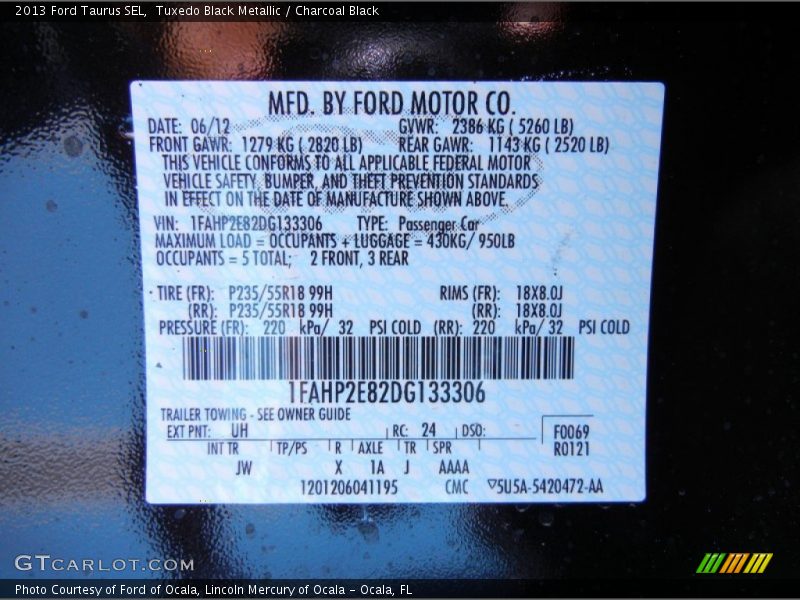 2013 Ford Taurus SEL,  Tuxedo Black Metallic / Charcoal Black
MFD. BY FORD MOTOR CO.
DATE: 06/12 GVWR: 2386 KG ( 5260 LB)
FRONT GAWR: 1279 KG ( 2820 LB) REAR GAWR: 1143 KG ( 2520 LB)
THIS VEHICLE CONFORMS TO ALL APPLICABLE FEDERAL MOTOR
VEHICLE SAFETY, BUMPER, AND THEFT PREVENTION STANDARDS
IN EFFECT ON THE DATE OF MANUFACTURE SHOWN ABOVE.
VIN: 1FAHP2E82DG133306 TYPE: Passenger Car
MAXIMUM LOAD = OCCUPANTS + LUGGAGE = 430KG/ 950LB
OCCUPANTS = 5 TOTAL; 2 FRONT, 3 REAR
TIRE (FR): P235/55R18 99H RIMS (FR): 18X8.0J
(RR): P235/55R18 99H (RR): 18X8.0J
PRESSURE (FR): 220 kPa/ 32 PSI COLD (RR): 220 kPa/ 32 PSI COLD
1FAHP2E82DG133306
TRAILER TOWING - SEE OWNER GUIDE
EXT PNT: UH RC: 24 DSO: F0069
INT TR TP/PS R AXLE TR SPR R0121
JW X 1A J AAAA
1201206041195 CMC ▽5U5A-5420472-AA
GTCARLOT.COM
Photo Courtesy of Ford of Ocala, Lincoln Mercury of Ocala - Ocala, FL